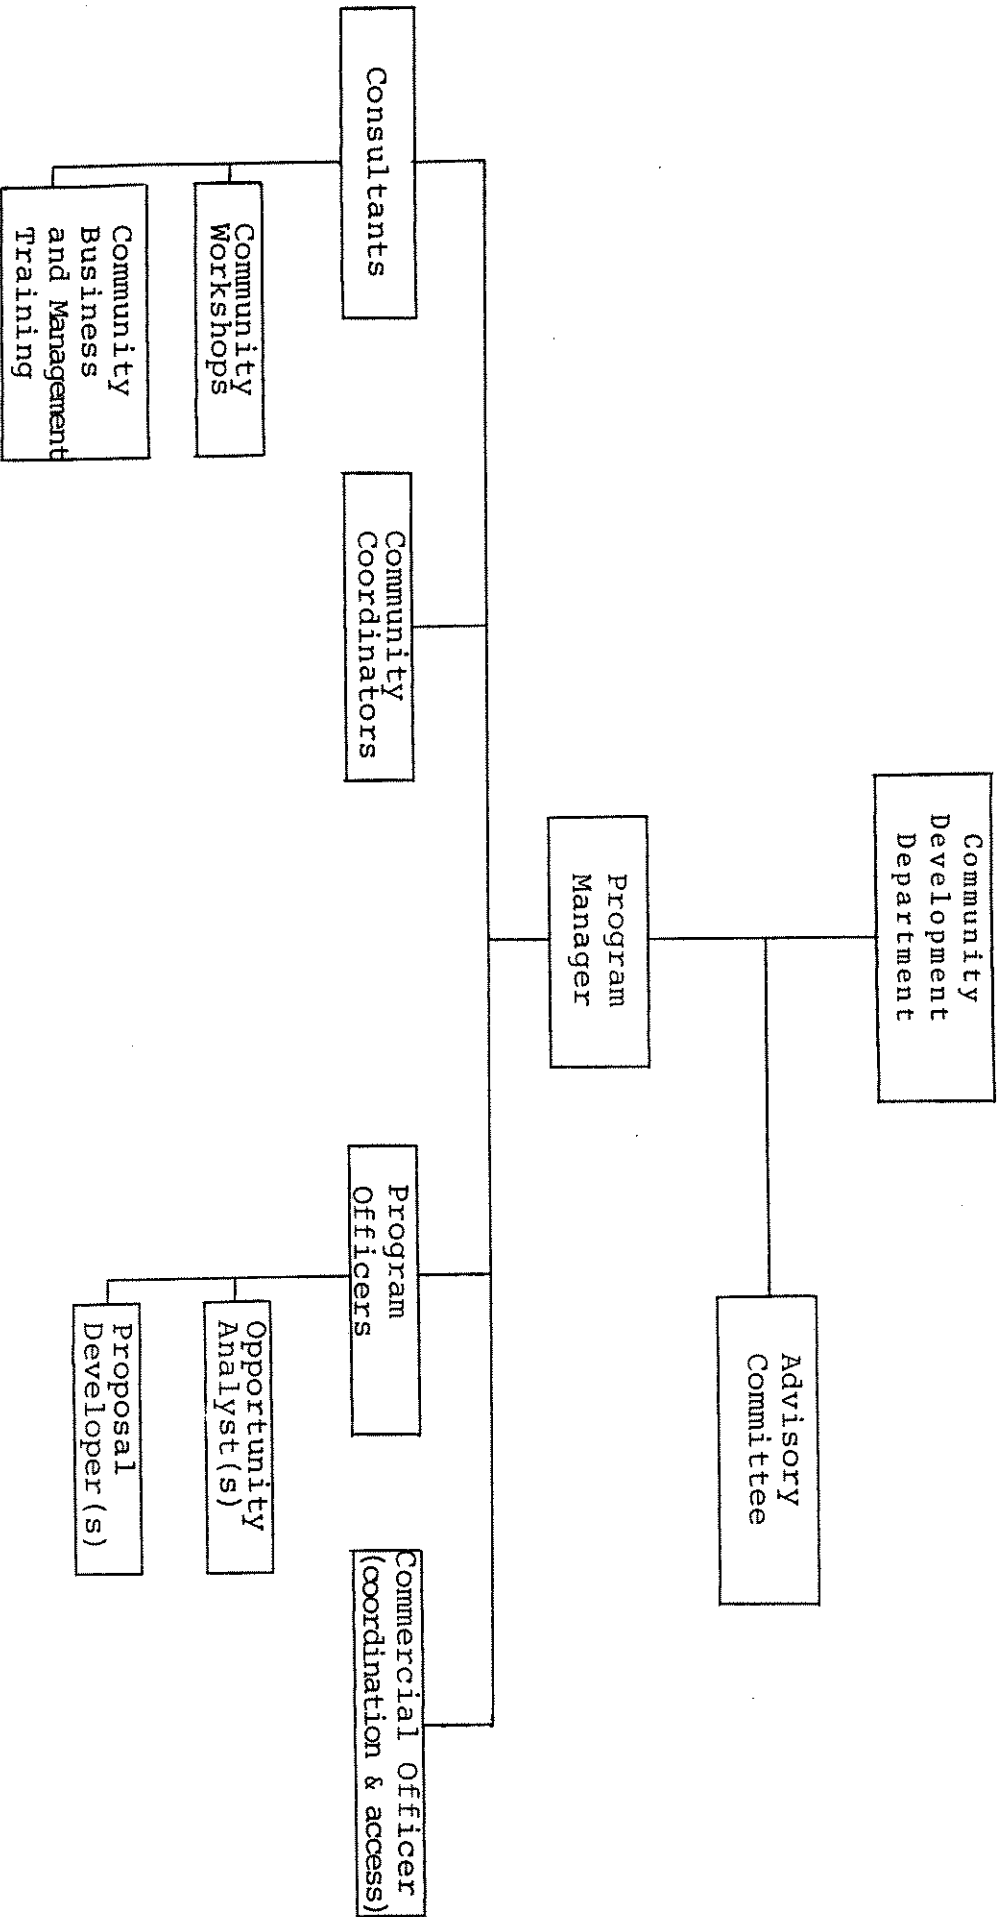 Community
Development
Department
Advisory
Committee
Program
Manager
Consultants
Community
Coordinators
Program
Officers
Commercial Officer
(coordination & access)
Community
Workshops
Community
Business
and Management
Training
Opportunity
Analyst(s)
Proposal
Developer(s)